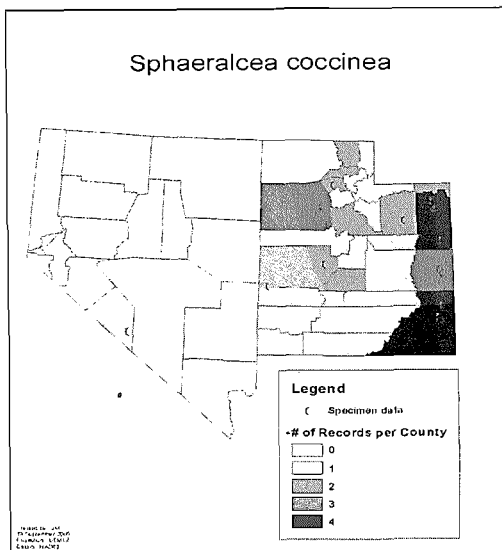 Sphaeralcea coccinea
Legend
Specimen data
# of Records per County
0
1
2
3
4